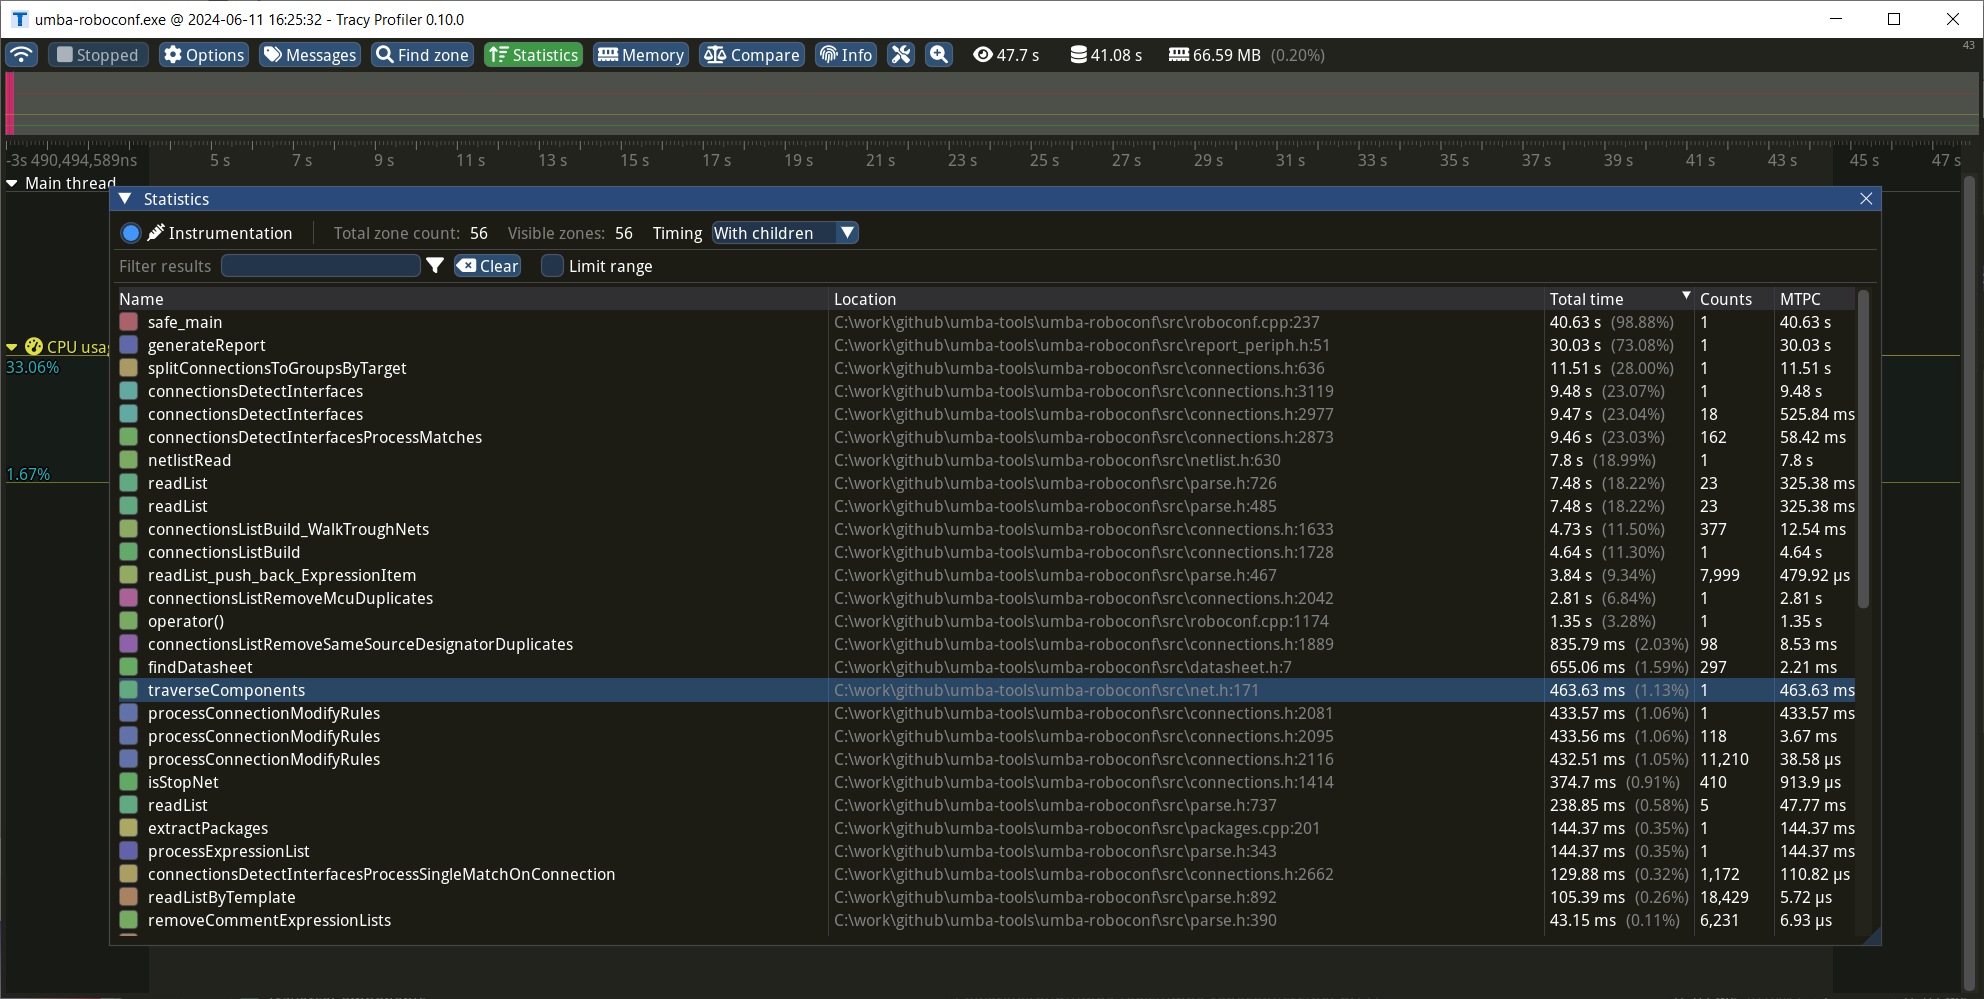 umba-roboconf.exe @ 2024-06-11 16:25:32 - Tracy Profiler 0.10.0
Stopped Options Messages Find zone Statistics Memory Compare Info 47.7 s 41.08 s 66.59 MB (0.20%) 43
-3s 490,494,589ns 5 s 7 s 9 s 11 s 13 s 15 s 17 s 19 s 21 s 23 s 25 s 27 s 29 s 31 s 33 s 35 s 37 s 39 s 41 s 43 s 45 s 47 s
Main thread
Statistics
Instrumentation Total zone count: 56 Visible zones: 56 Timing With children
Filter results Clear Limit range
Name Location Total time Counts MTPC
safe_main C:\work\github\umba-tools\umba-roboconf\src\roboconf.cpp:237 40.63 s (98.88%) 1 40.63 s
CPU usag
generateReport C:\work\github\umba-tools\umba-roboconf\src\report_periph.h:51 30.03 s (73.08%) 1 30.03 s
33.06%
splitConnectionsToGroupsByTarget C:\work\github\umba-tools\umba-roboconf\src\connections.h:636 11.51 s (28.00%) 1 11.51 s
connectionsDetectInterfaces C:\work\github\umba-tools\umba-roboconf\src\connections.h:3119 9.48 s (23.07%) 1 9.48 s
connectionsDetectInterfaces C:\work\github\umba-tools\umba-roboconf\src\connections.h:2977 9.47 s (23.04%) 18 525.84 ms
connectionsDetectInterfacesProcessMatches C:\work\github\umba-tools\umba-roboconf\src\connections.h:2873 9.46 s (23.03%) 162 58.42 ms
netlistRead C:\work\github\umba-tools\umba-roboconf\src\netlist.h:630 7.8 s (18.99%) 1 7.8 s
1.67%
readList C:\work\github\umba-tools\umba-roboconf\src\parse.h:726 7.48 s (18.22%) 23 325.38 ms
readList C:\work\github\umba-tools\umba-roboconf\src\parse.h:485 7.48 s (18.22%) 23 325.38 ms
connectionsListBuild_WalkTroughNets C:\work\github\umba-tools\umba-roboconf\src\connections.h:1633 4.73 s (11.50%) 377 12.54 ms
connectionsListBuild C:\work\github\umba-tools\umba-roboconf\src\connections.h:1728 4.64 s (11.30%) 1 4.64 s
readList_push_back_ExpressionItem C:\work\github\umba-tools\umba-roboconf\src\parse.h:467 3.84 s (9.34%) 7,999 479.92 µs
connectionsListRemoveMcuDuplicates C:\work\github\umba-tools\umba-roboconf\src\connections.h:2042 2.81 s (6.84%) 1 2.81 s
operator() C:\work\github\umba-tools\umba-roboconf\src\roboconf.cpp:1174 1.35 s (3.28%) 1 1.35 s
connectionsListRemoveSameSourceDesignatorDuplicates C:\work\github\umba-tools\umba-roboconf\src\connections.h:1889 835.79 ms (2.03%) 98 8.53 ms
findDatasheet C:\work\github\umba-tools\umba-roboconf\src\datasheet.h:7 655.06 ms (1.59%) 297 2.21 ms
traverseComponents C:\work\github\umba-tools\umba-roboconf\src\net.h:171 463.63 ms (1.13%) 1 463.63 ms
processConnectionModifyRules C:\work\github\umba-tools\umba-roboconf\src\connections.h:2081 433.57 ms (1.06%) 1 433.57 ms
processConnectionModifyRules C:\work\github\umba-tools\umba-roboconf\src\connections.h:2095 433.56 ms (1.06%) 118 3.67 ms
processConnectionModifyRules C:\work\github\umba-tools\umba-roboconf\src\connections.h:2116 432.51 ms (1.05%) 11,210 38.58 µs
isStopNet C:\work\github\umba-tools\umba-roboconf\src\connections.h:1414 374.7 ms (0.91%) 410 913.9 µs
readList C:\work\github\umba-tools\umba-roboconf\src\parse.h:737 238.85 ms (0.58%) 5 47.77 ms
extractPackages C:\work\github\umba-tools\umba-roboconf\src\packages.cpp:201 144.37 ms (0.35%) 1 144.37 ms
processExpressionList C:\work\github\umba-tools\umba-roboconf\src\parse.h:343 144.37 ms (0.35%) 1 144.37 ms
connectionsDetectInterfacesProcessSingleMatchOnConnection C:\work\github\umba-tools\umba-roboconf\src\connections.h:2662 129.88 ms (0.32%) 1,172 110.82 µs
readListByTemplate C:\work\github\umba-tools\umba-roboconf\src\parse.h:892 105.39 ms (0.26%) 18,429 5.72 µs
removeCommentExpressionLists C:\work\github\umba-tools\umba-roboconf\src\parse.h:390 43.15 ms (0.11%) 6,231 6.93 µs